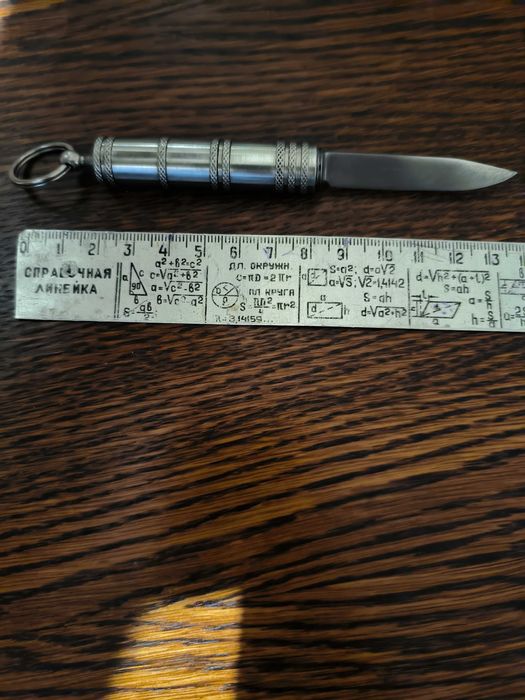 0 1 2 3 4 5 6 7 8 9 10 11 12 13
СПРАВОЧНАЯ
ЛИНЕЙКА
a²+b²=c²
c=√a²+b²
a=√c²-b²
b=√c²-a²
90°
a
b
S=ab/2
ДЛ. ОКРУЖН.
C=πD=2πr
ПЛ КРУГА
S=πD²/4=πr²
π=3,14159...
S=a²; d=a√2
a=√S; √2=1,4142
S=ah
d=√a²+h²
d
a
h
d=√h²+(a+l)²
S=ah
a=S/h
h=S/a